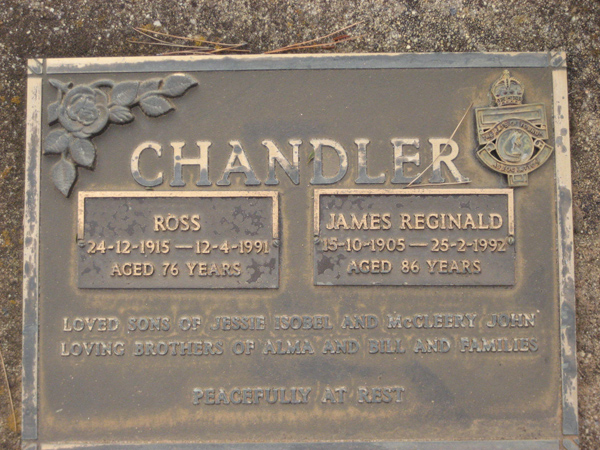 CHANDLER
ROSS
24-12-1915 — 12-4-1991
AGED 76 YEARS
JAMES REGINALD
15-10-1905 — 25-2-1992
AGED 86 YEARS
LOVED SONS OF JESSIE ISOBEL AND McCLEERY JOHN
LOVING BROTHERS OF ALMA AND BILL AND FAMILIES
PEACEFULLY AT REST